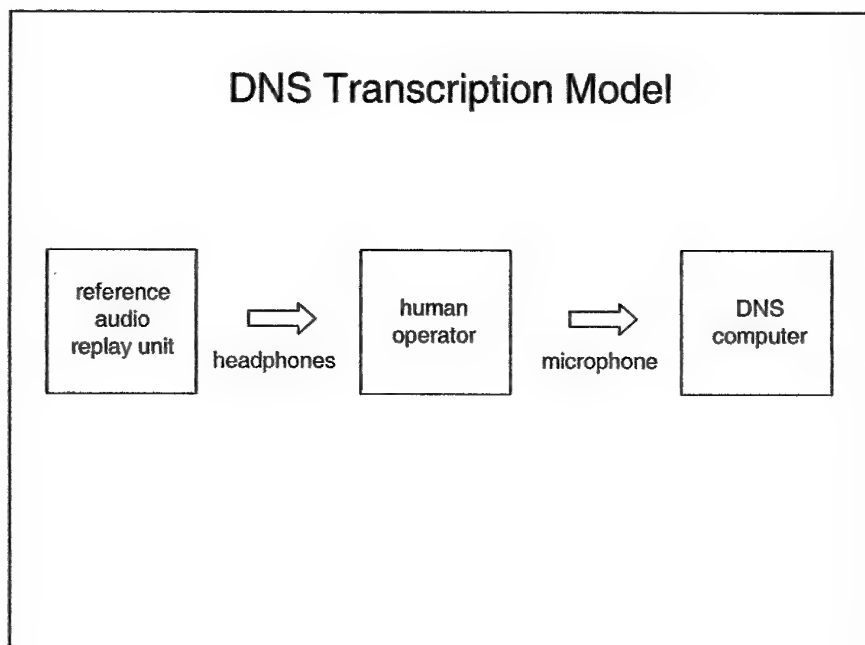 DNS Transcription Model
reference
audio
replay unit
headphones
human
operator
microphone
DNS
computer